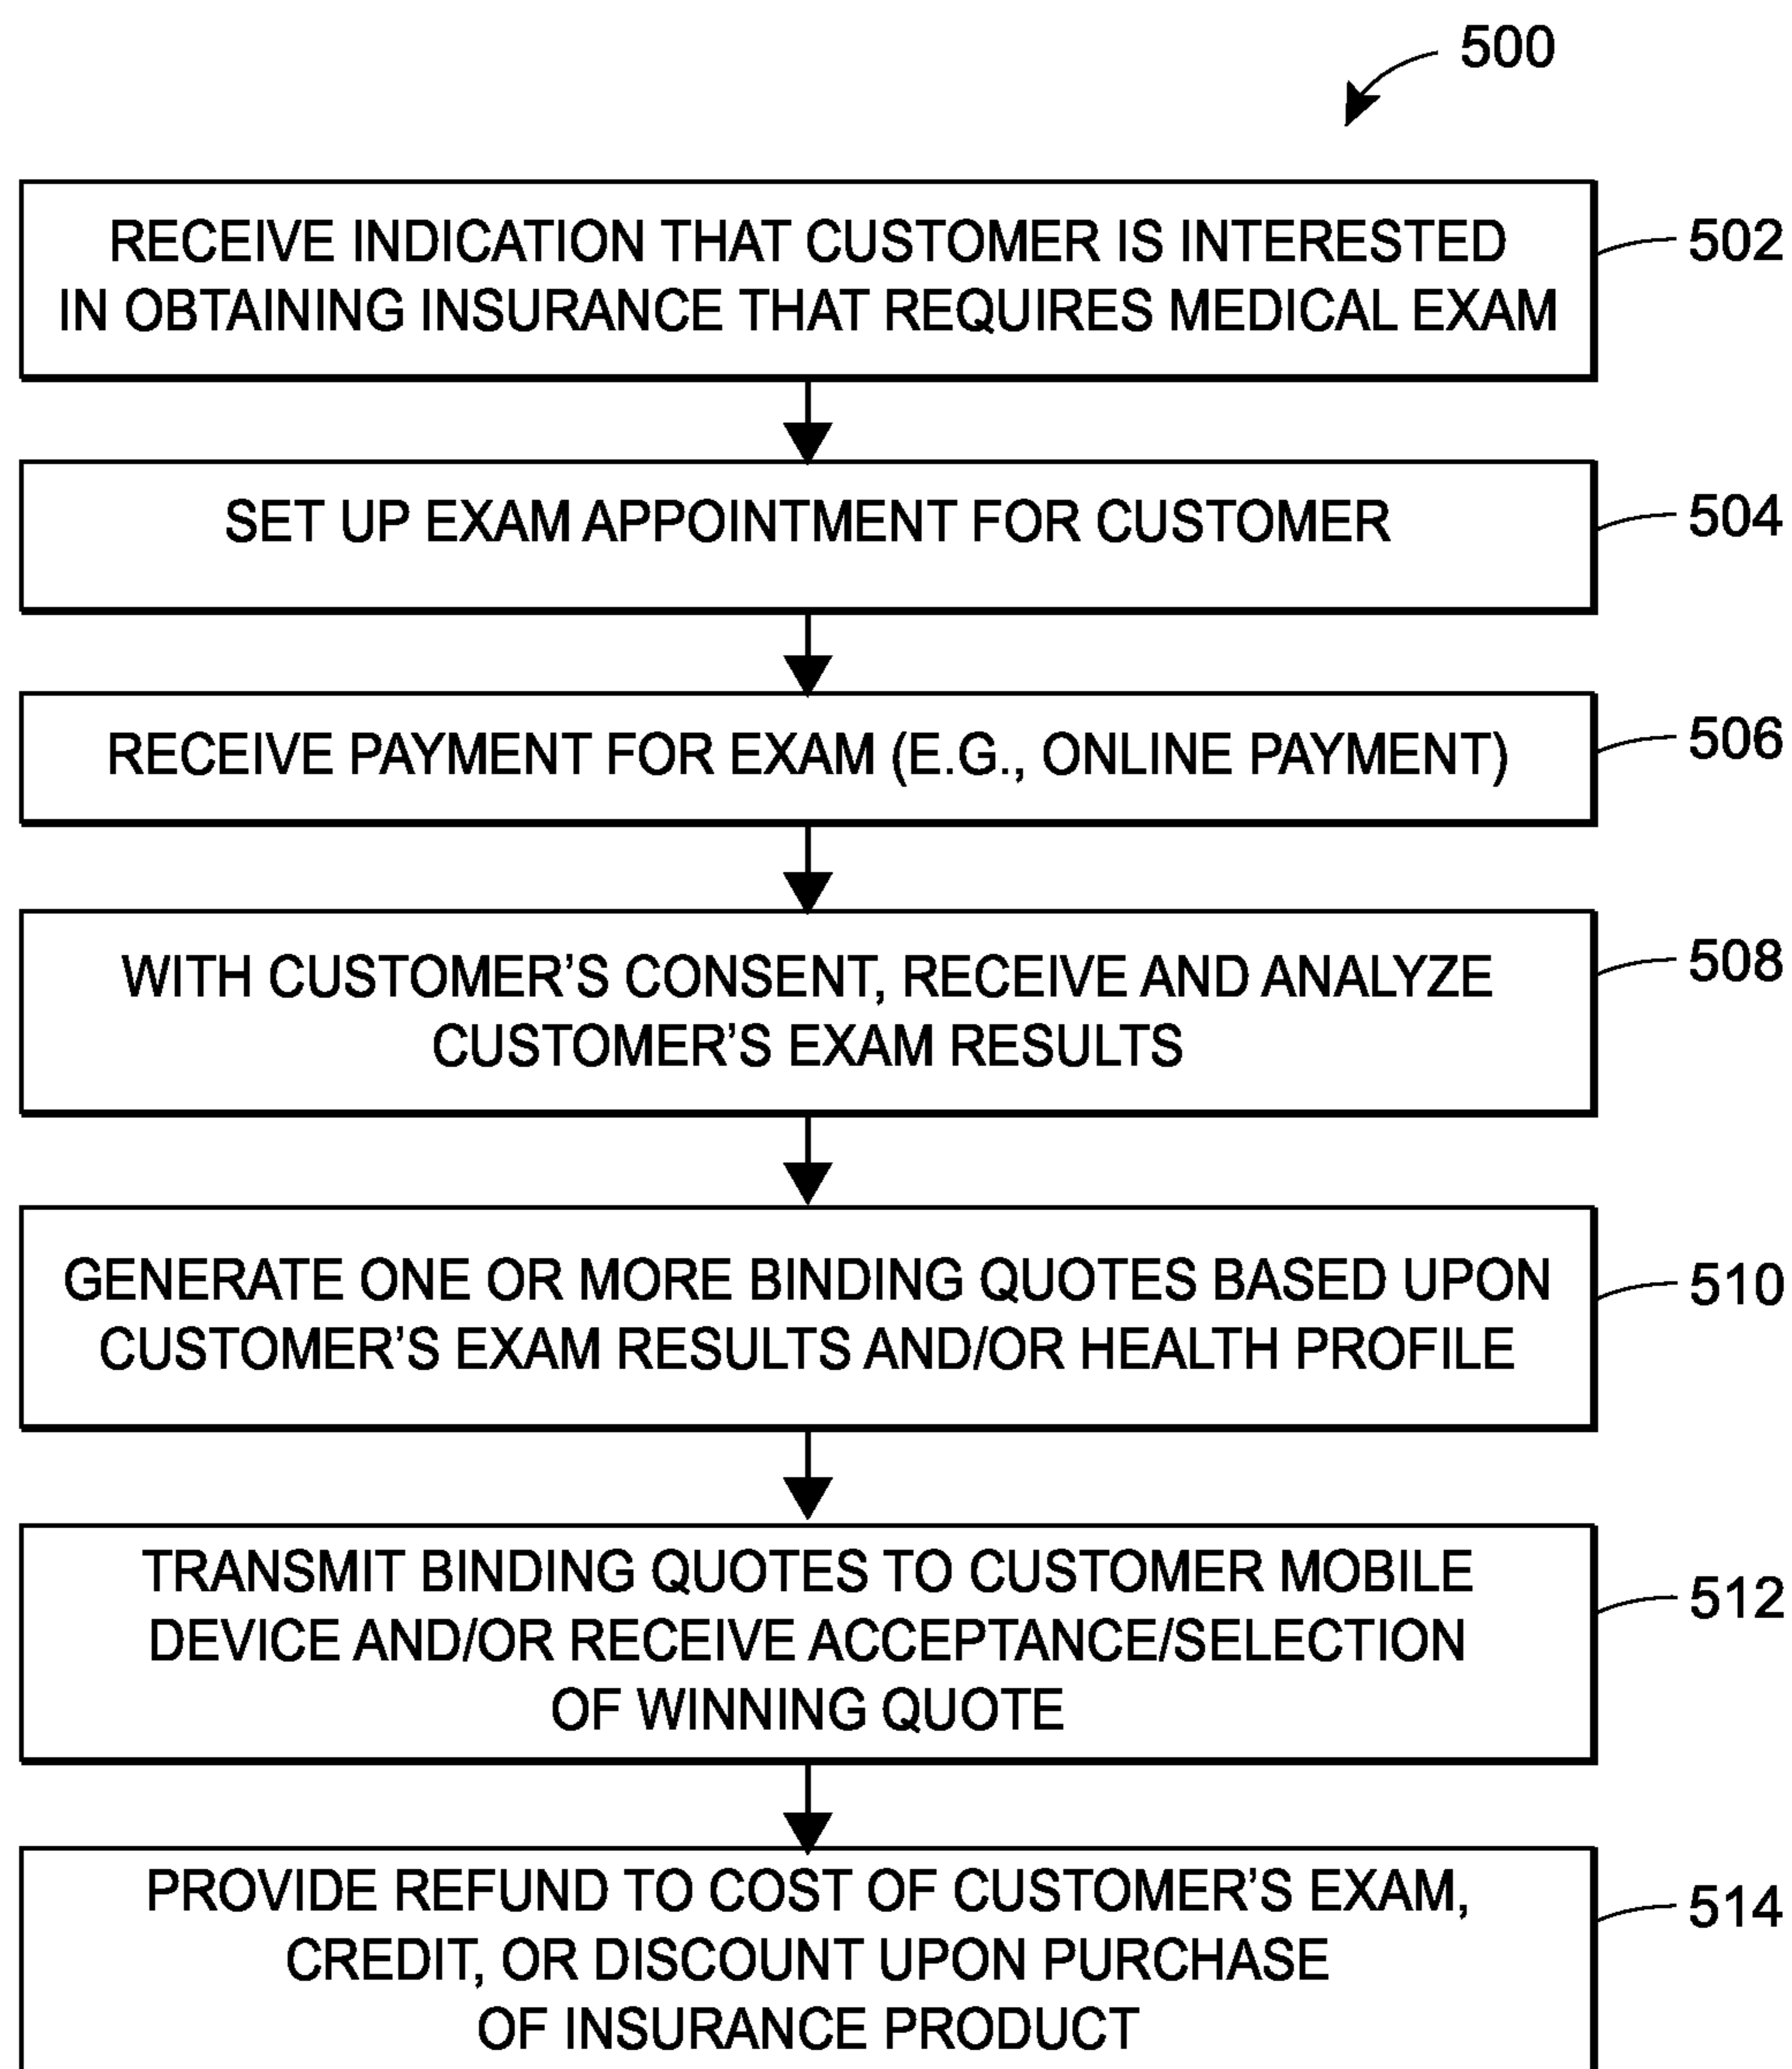 500
RECEIVE INDICATION THAT CUSTOMER IS INTERESTED
IN OBTAINING INSURANCE THAT REQUIRES MEDICAL EXAM
502
SET UP EXAM APPOINTMENT FOR CUSTOMER
504
RECEIVE PAYMENT FOR EXAM (E.G., ONLINE PAYMENT)
506
WITH CUSTOMER'S CONSENT, RECEIVE AND ANALYZE
CUSTOMER'S EXAM RESULTS
508
GENERATE ONE OR MORE BINDING QUOTES BASED UPON
CUSTOMER'S EXAM RESULTS AND/OR HEALTH PROFILE
510
TRANSMIT BINDING QUOTES TO CUSTOMER MOBILE
DEVICE AND/OR RECEIVE ACCEPTANCE/SELECTION
OF WINNING QUOTE
512
PROVIDE REFUND TO COST OF CUSTOMER'S EXAM,
CREDIT, OR DISCOUNT UPON PURCHASE
OF INSURANCE PRODUCT
514